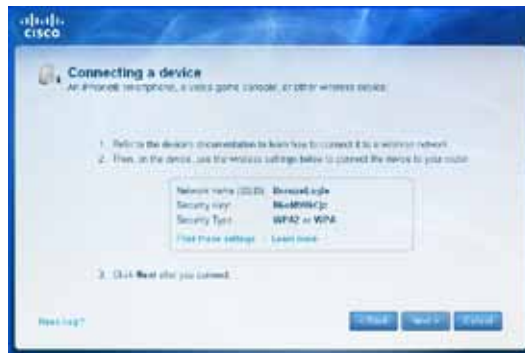 CISCO
Connecting a device
An iPhone® smartphone, a video game console, or other wireless device.
1. Refer to the device's documentation to learn how to connect it to a wireless network.
2. Then, on the device, use the wireless settings below to connect the device to your router
Network name (SSID):
Security Key:
Security Type: WPA2 or WPA
Print these settings Learn more
3. Click Next after you connect.
Need help?
< Back Next > Cancel